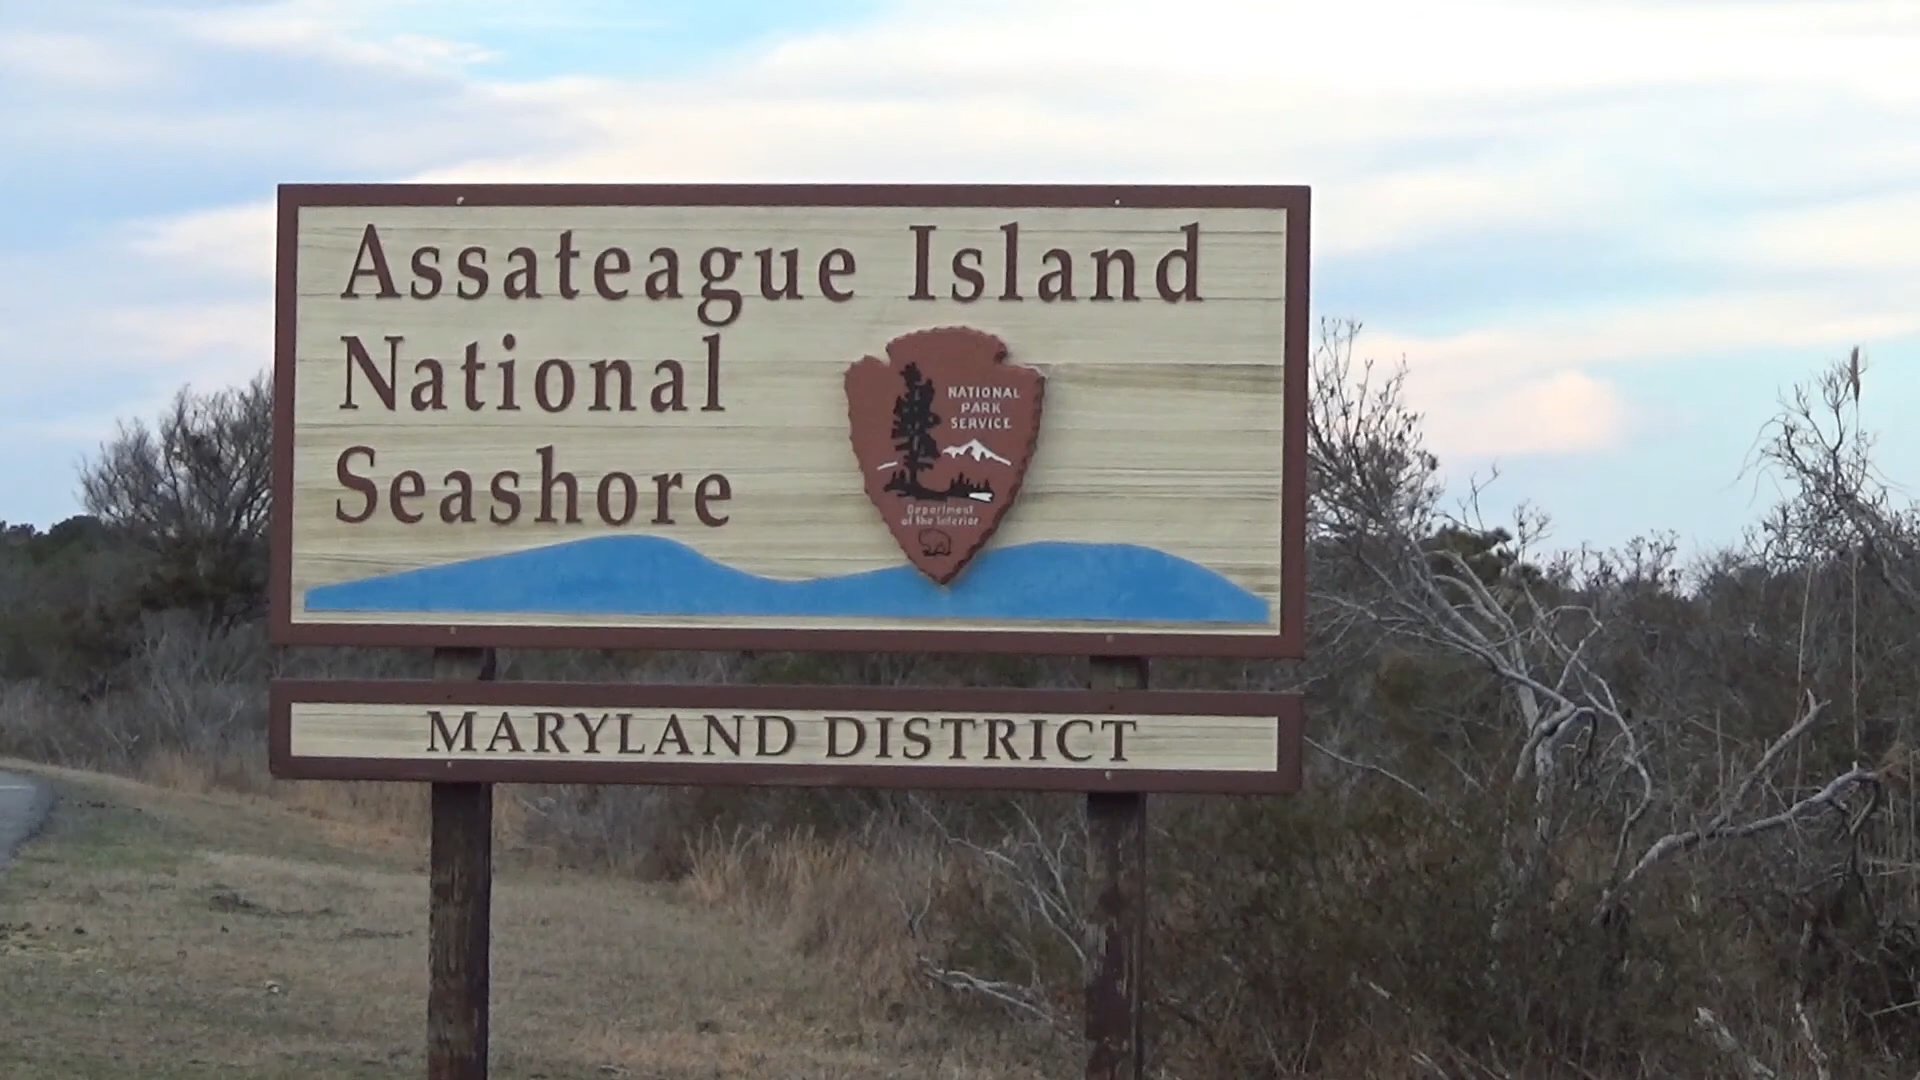 Assateague Island
National
Seashore
NATIONAL
PARK
SERVICE
Department
of the Interior
MARYLAND DISTRICT